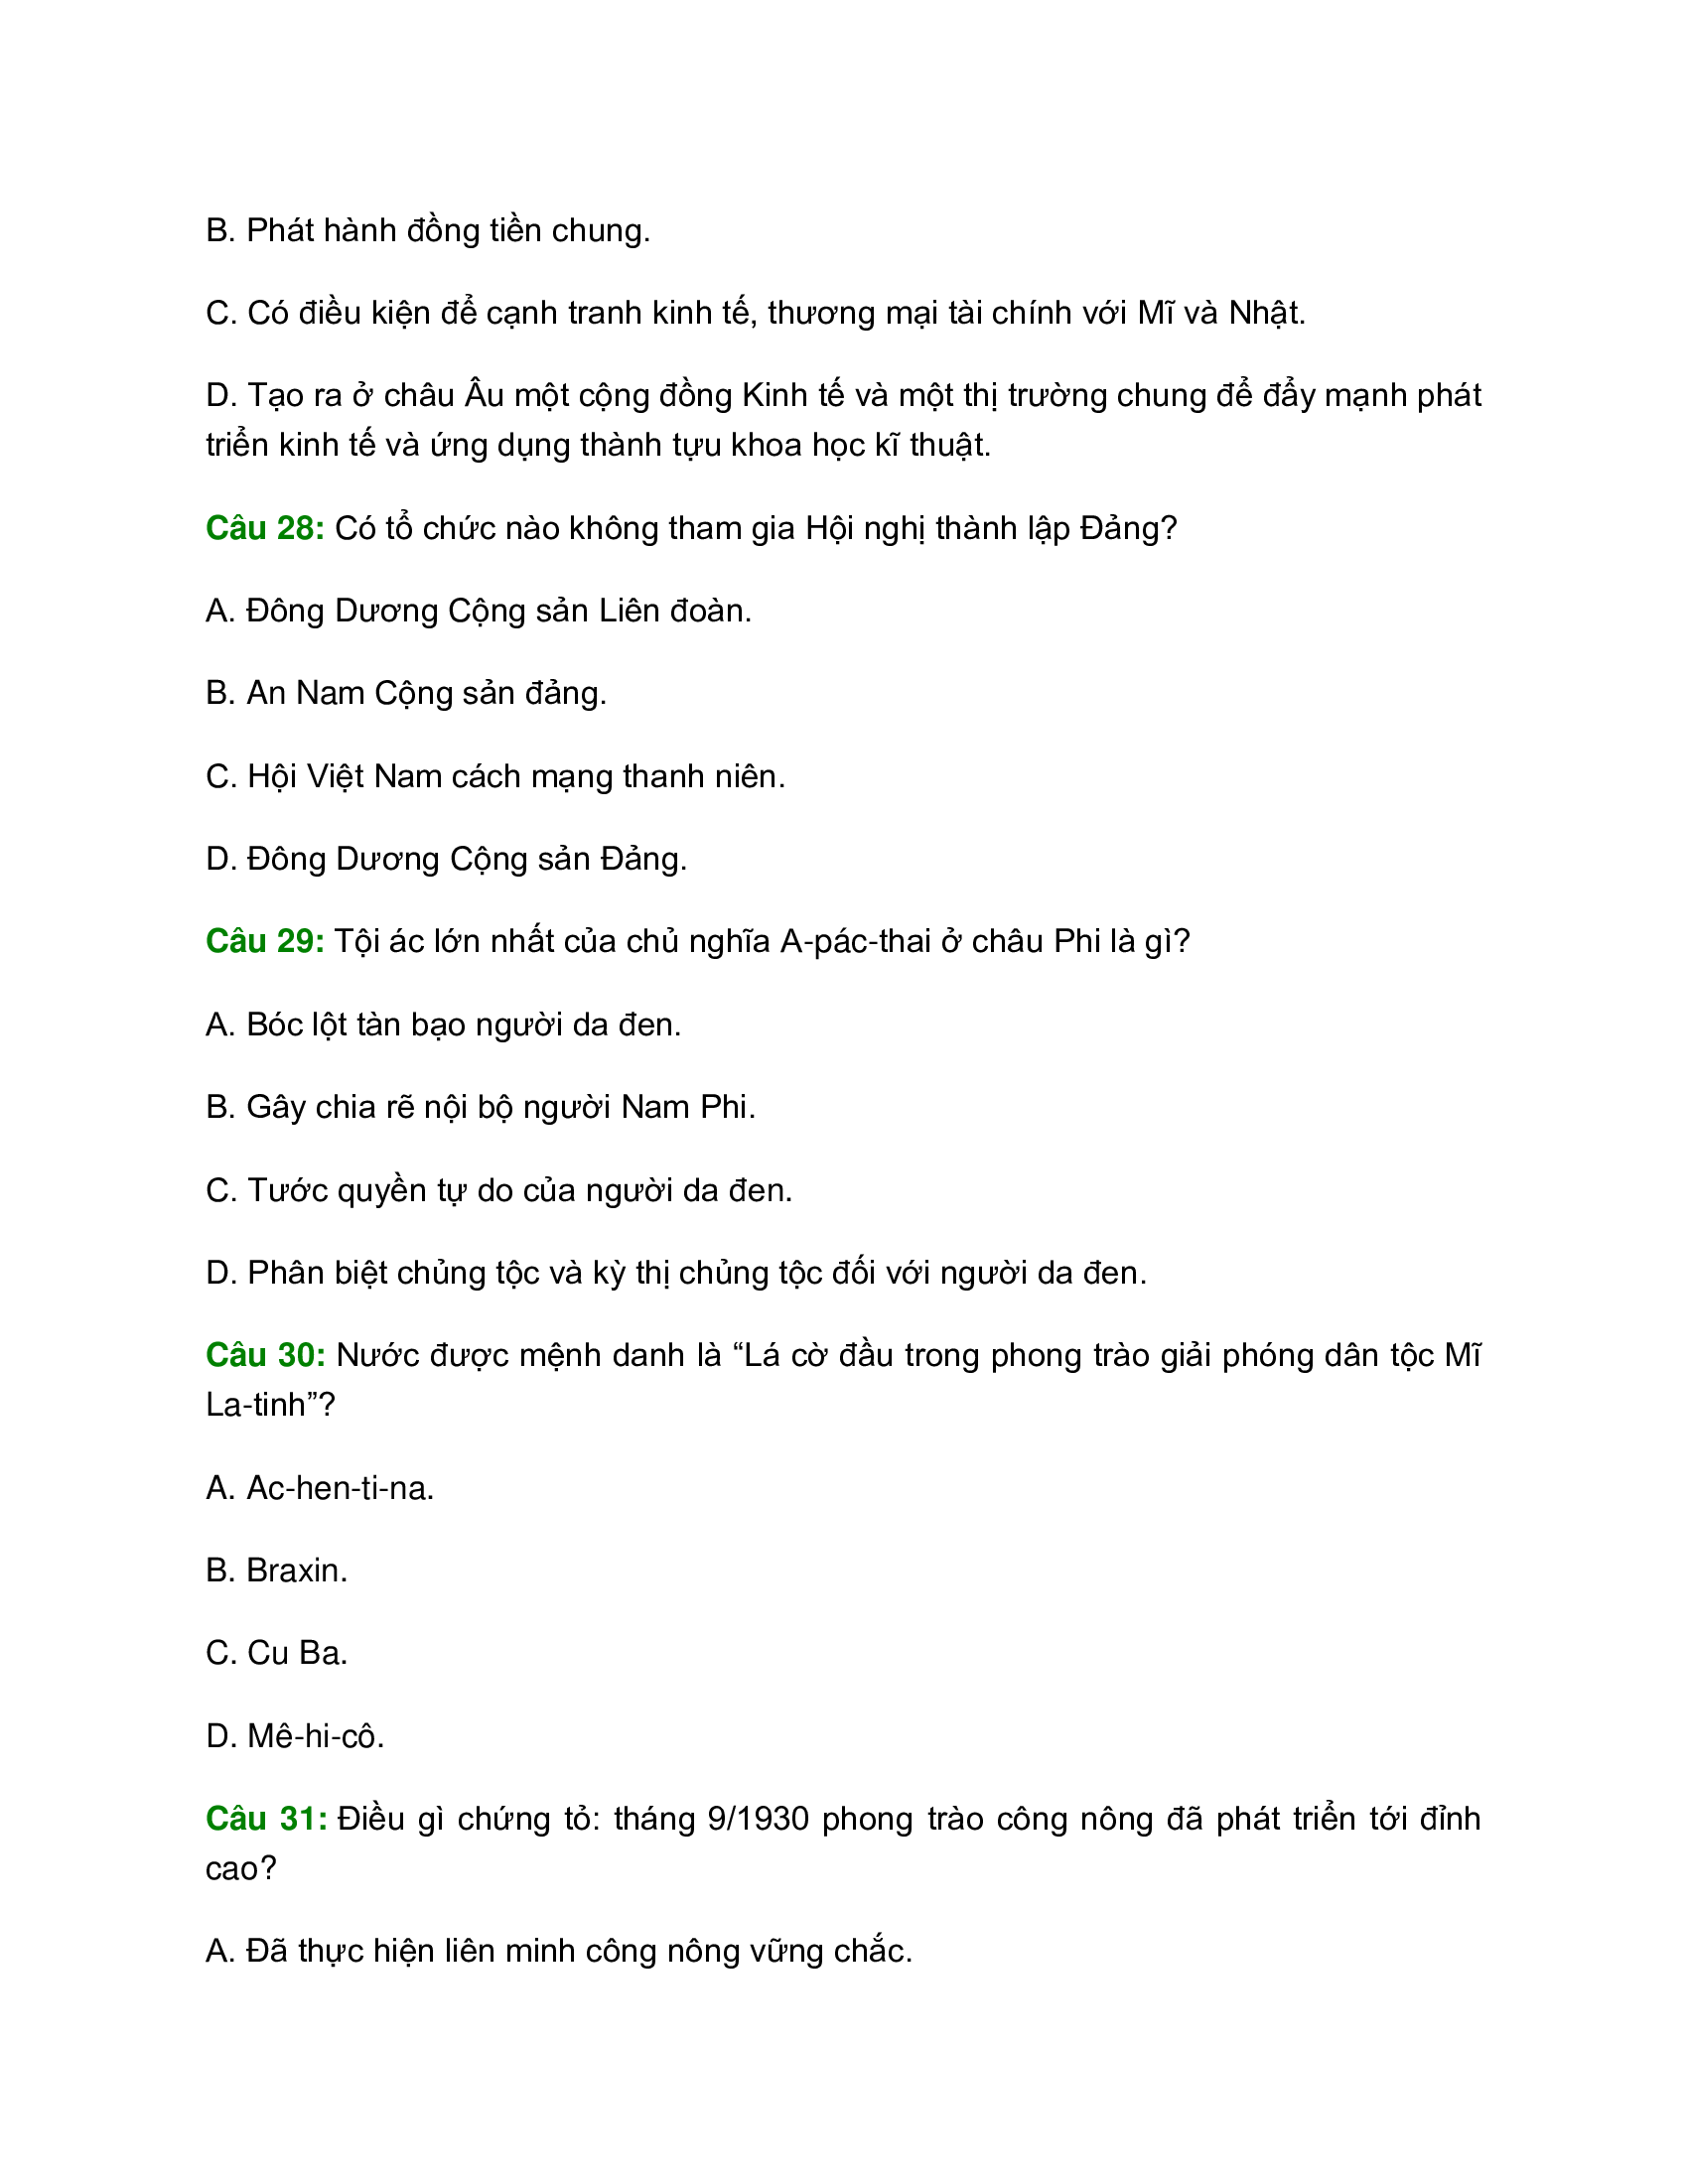 B. Phát hành đồng tiền chung.
C. Có điều kiện để cạnh tranh kinh tế, thương mại tài chính với Mĩ và Nhật.
D. Tạo ra ở châu Âu một cộng đồng Kinh tế và một thị trường chung để đẩy mạnh phát
triển kinh tế và ứng dụng thành tựu khoa học kĩ thuật.
Câu 28: Có tổ chức nào không tham gia Hội nghị thành lập Đảng?
A. Đông Dương Cộng sản Liên đoàn.
B. An Nam Cộng sản đảng.
C. Hội Việt Nam cách mạng thanh niên.
D. Đông Dương Cộng sản Đảng.
Câu 29: Tội ác lớn nhất của chủ nghĩa A-pác-thai ở châu Phi là gì?
A. Bóc lột tàn bạo người da đen.
B. Gây chia rẽ nội bộ người Nam Phi.
C. Tước quyền tự do của người da đen.
D. Phân biệt chủng tộc và kỳ thị chủng tộc đối với người da đen.
Câu 30: Nước được mệnh danh là “Lá cờ đầu trong phong trào giải phóng dân tộc Mĩ
La-tinh”?
A. Ac-hen-ti-na.
B. Braxin.
C. Cu Ba.
D. Mê-hi-cô.
Câu 31: Điều gì chứng tỏ: tháng 9/1930 phong trào công nông đã phát triển tới đỉnh
cao?
A. Đã thực hiện liên minh công nông vững chắc.